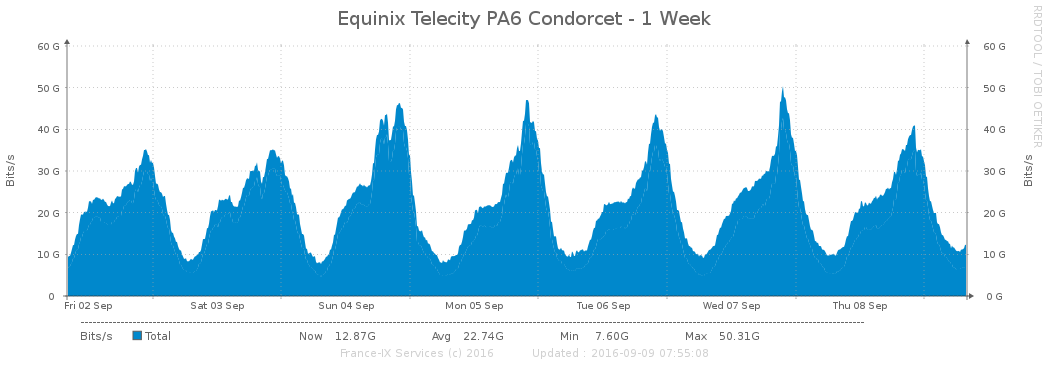 Equinix Telecity PA6 Condorcet - 1 Week
RRDTOOL / TOBI OETIKER
Bits/s
60 G
50 G
40 G
30 G
20 G
10 G
0
60 G
50 G
40 G
30 G
20 G
10 G
0 G
Bits/s
Fri 02 Sep Sat 03 Sep Sun 04 Sep Mon 05 Sep Tue 06 Sep Wed 07 Sep Thu 08 Sep
Bits/s Total Now 12.87G Avg 22.74G Min 7.60G Max 50.31G
France-IX Services (c) 2016 Updated : 2016-09-09 07:55:08